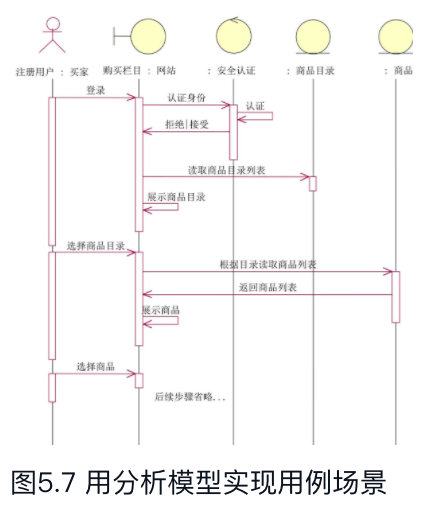 注册用户 : 买家
购买栏目 : 网站
: 安全认证
: 商品目录
: 商品
登录
认证身份
认证
拒绝|接受
读取商品目录列表
展示商品目录
选择商品目录
根据目录读取商品列表
返回商品列表
展示商品
选择商品
后续步骤省略...
图5.7 用分析模型实现用例场景